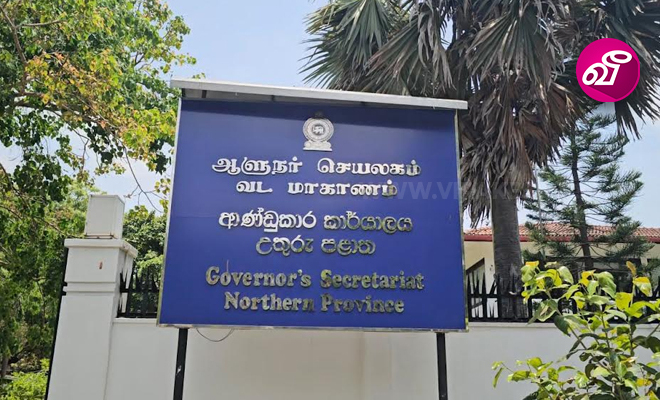 வீ
ஆளுநர் செயலகம்
வட மாகாணம்
ආණ්ඩුකාර කාර්යාලය
උතුරු පළාත
Governor's Secretariat
Northern Province